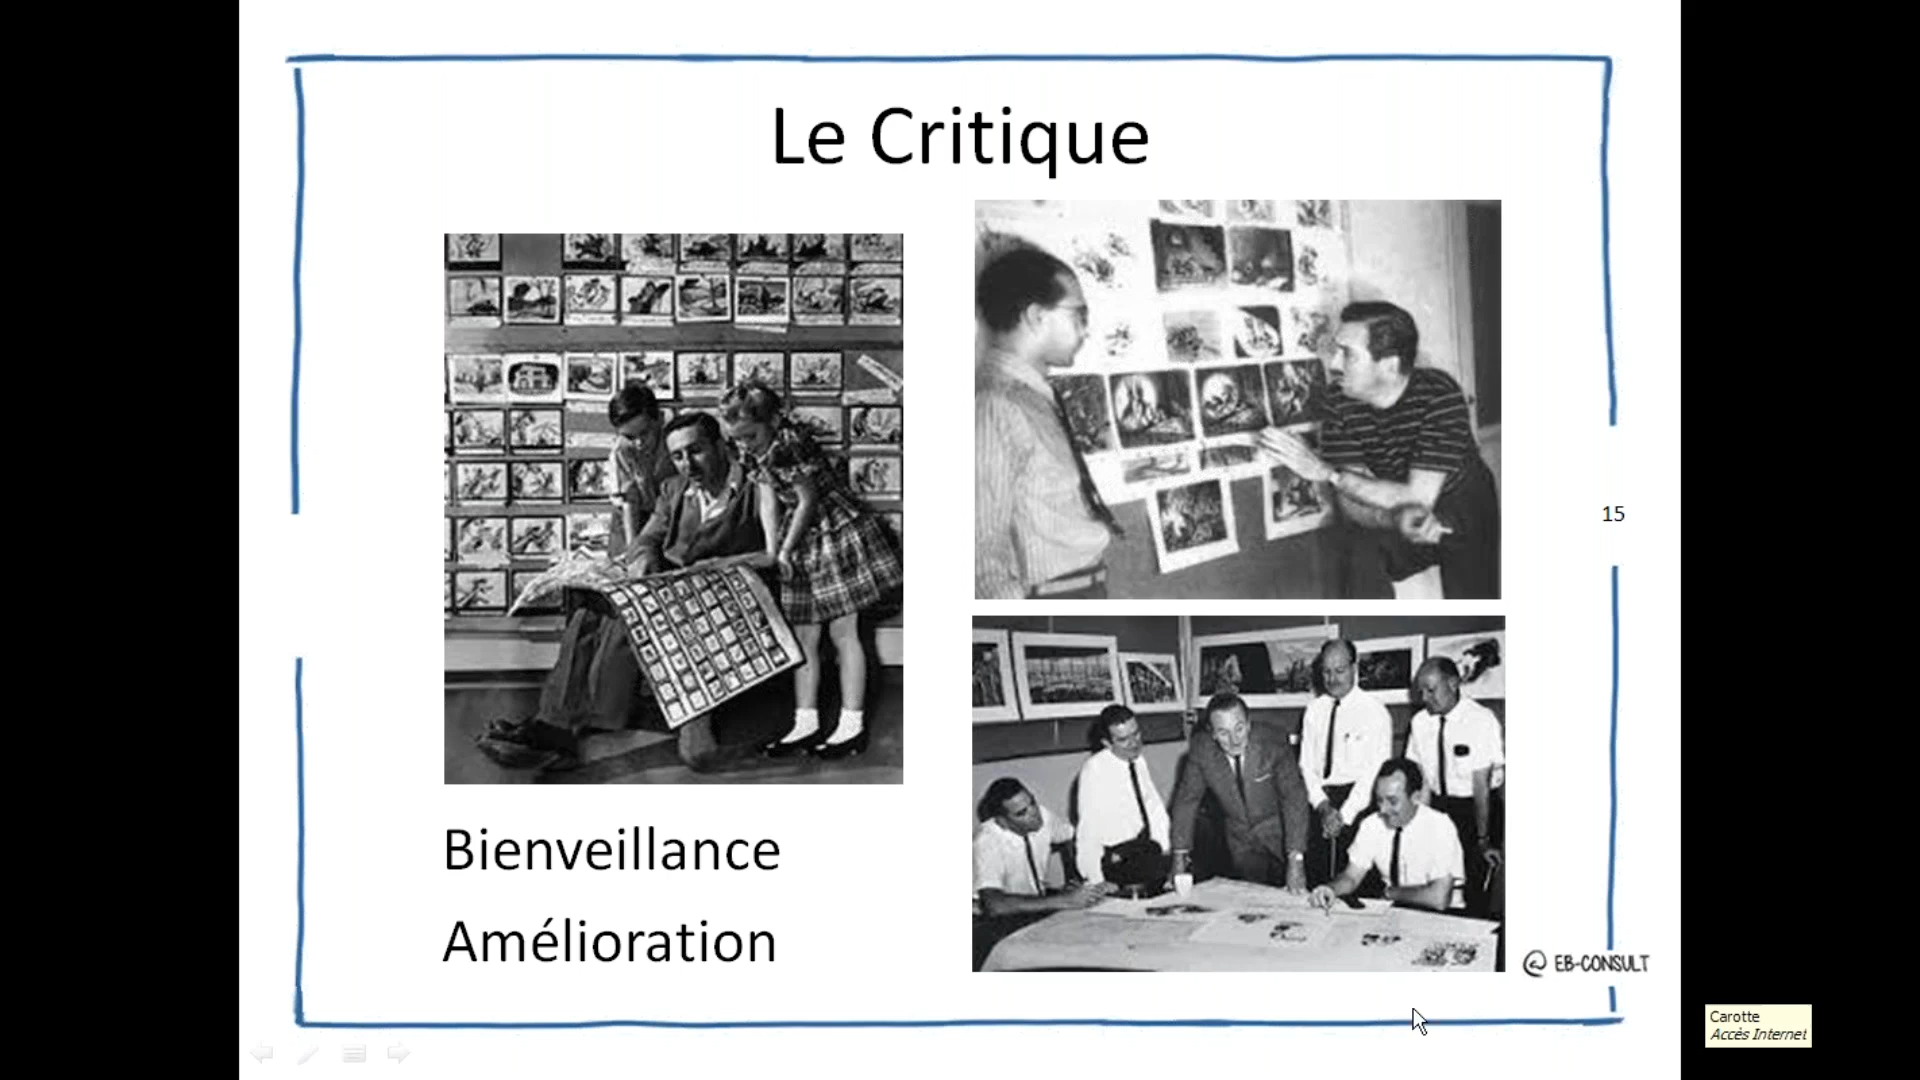 Le Critique
15
Bienveillance
Amélioration
@ EB-CONSULT
Carotte
Accès Internet